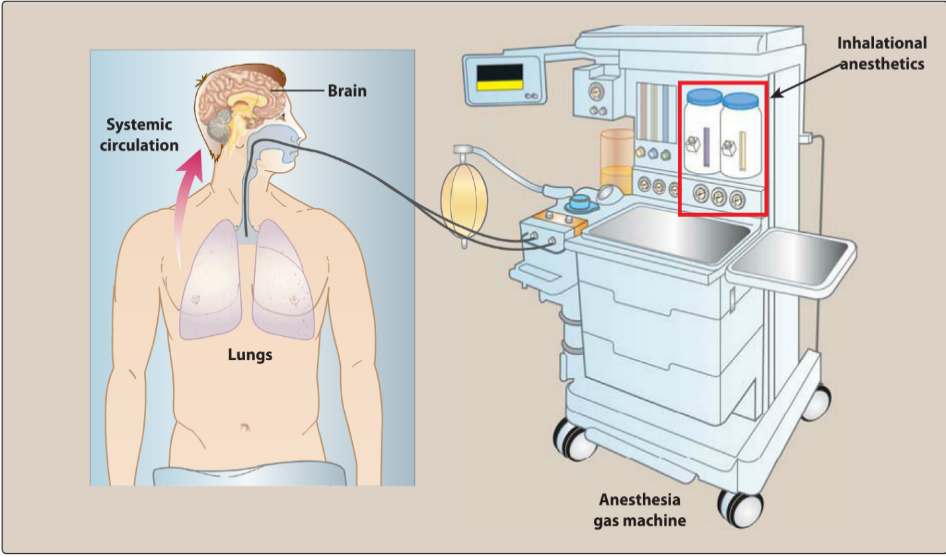 Inhalational
anesthetics
Brain
Systemic
circulation
Lungs
Anesthesia
gas machine